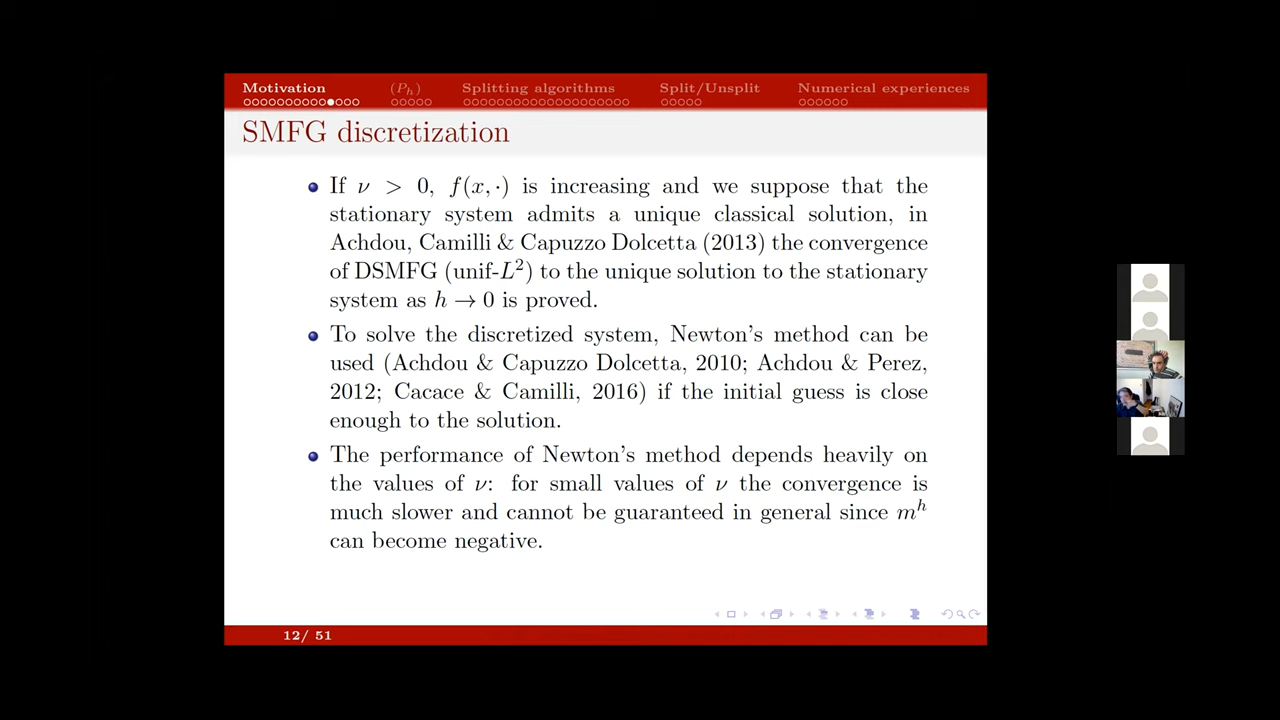 Motivation (Pₕ) Splitting algorithms Split/Unsplit Numerical experiences
SMFG discretization
If ν > 0, f(x, ·) is increasing and we suppose that the
stationary system admits a unique classical solution, in
Achdou, Camilli & Capuzzo Dolcetta (2013) the convergence
of DSMFG (unif-L²) to the unique solution to the stationary
system as h → 0 is proved.
To solve the discretized system, Newton's method can be
used (Achdou & Capuzzo Dolcetta, 2010; Achdou & Perez,
2012; Cacace & Camilli, 2016) if the initial guess is close
enough to the solution.
The performance of Newton's method depends heavily on
the values of ν: for small values of ν the convergence is
much slower and cannot be guaranteed in general since mʰ
can become negative.
12/ 51